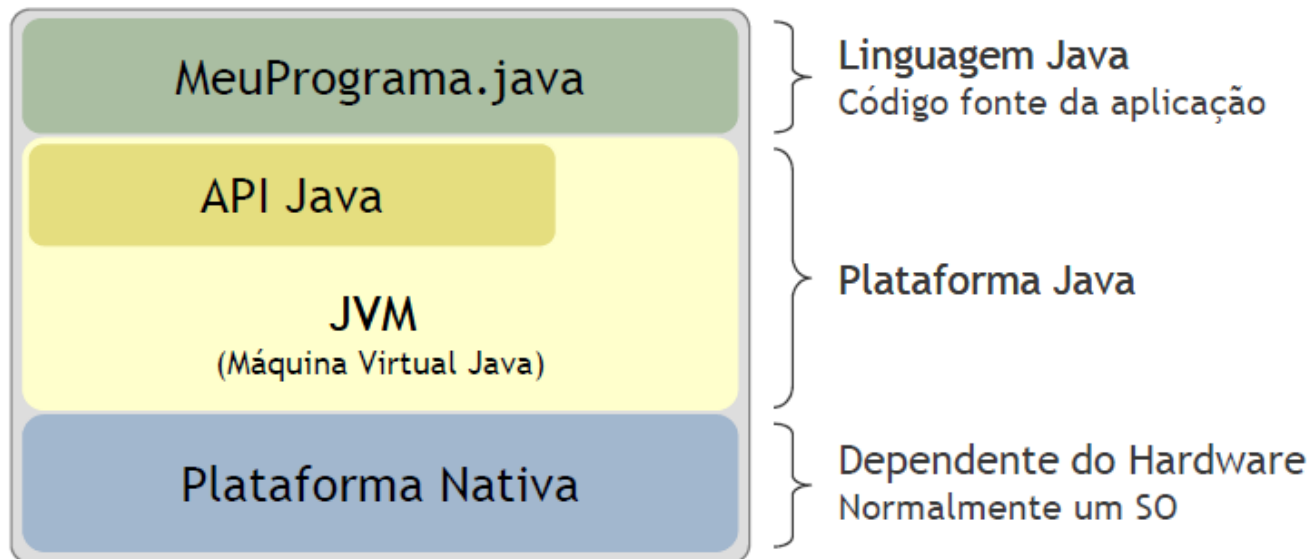 MeuPrograma.java
Linguagem Java
Código fonte da aplicação
API Java
JVM
(Máquina Virtual Java)
Plataforma Java
Plataforma Nativa
Dependente do Hardware
Normalmente um SO